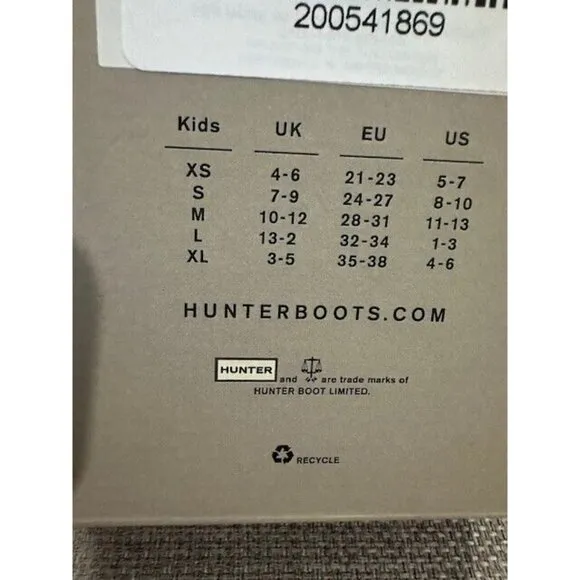 200541869
Kids UK EU US
XS 4-6 21-23 5-7
S 7-9 24-27 8-10
M 10-12 28-31 11-13
L 13-2 32-34 1-3
XL 3-5 35-38 4-6
HUNTERBOOTS.COM
HUNTER and are trade marks of
HUNTER BOOT LIMITED.
RECYCLE